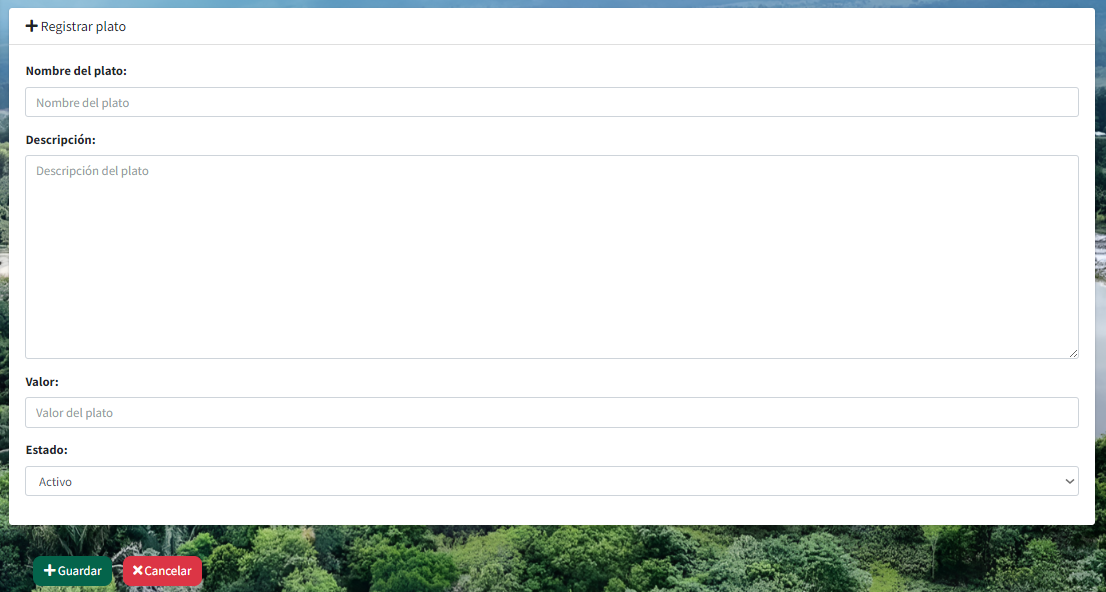 Registrar plato
Nombre del plato:
Nombre del plato
Descripción:
Descripción del plato
Valor:
Valor del plato
Estado:
Activo
Guardar Cancelar